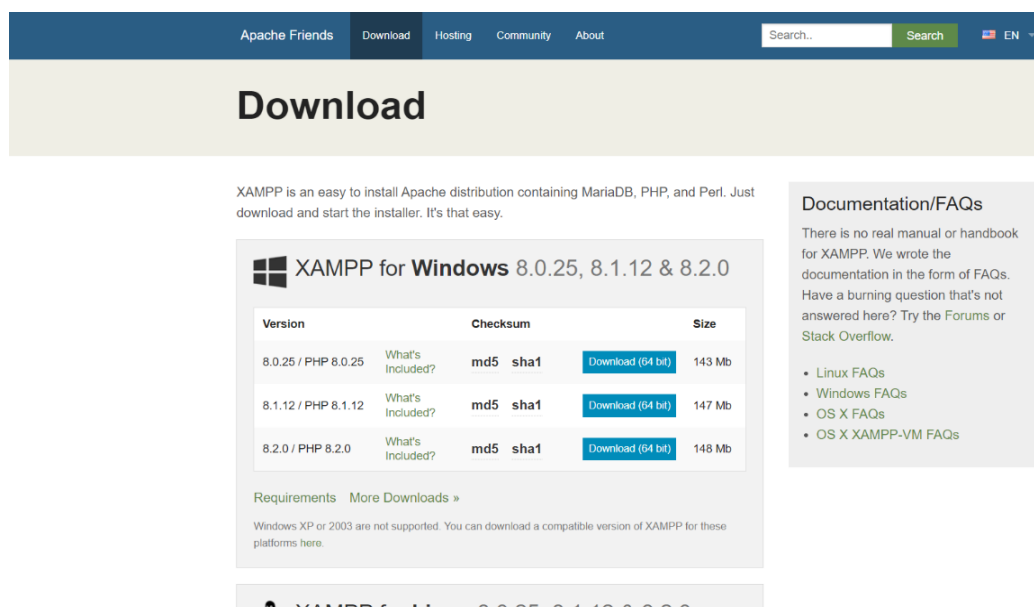 Apache Friends Download Hosting Community About Search.. Search EN
Download
XAMPP is an easy to install Apache distribution containing MariaDB, PHP, and Perl. Just
download and start the installer. It's that easy.
XAMPP for Windows 8.0.25, 8.1.12 & 8.2.0
Version Checksum Size
8.0.25 / PHP 8.0.25 What's Included? md5 sha1 Download (64 bit) 143 Mb
8.1.12 / PHP 8.1.12 What's Included? md5 sha1 Download (64 bit) 147 Mb
8.2.0 / PHP 8.2.0 What's Included? md5 sha1 Download (64 bit) 148 Mb
Requirements More Downloads »
Windows XP or 2003 are not supported. You can download a compatible version of XAMPP for these
platforms here.
Documentation/FAQs
There is no real manual or handbook
for XAMPP. We wrote the
documentation in the form of FAQs.
Have a burning question that's not
answered here? Try the Forums or
Stack Overflow.
• Linux FAQs
• Windows FAQs
• OS X FAQs
• OS X XAMPP-VM FAQs